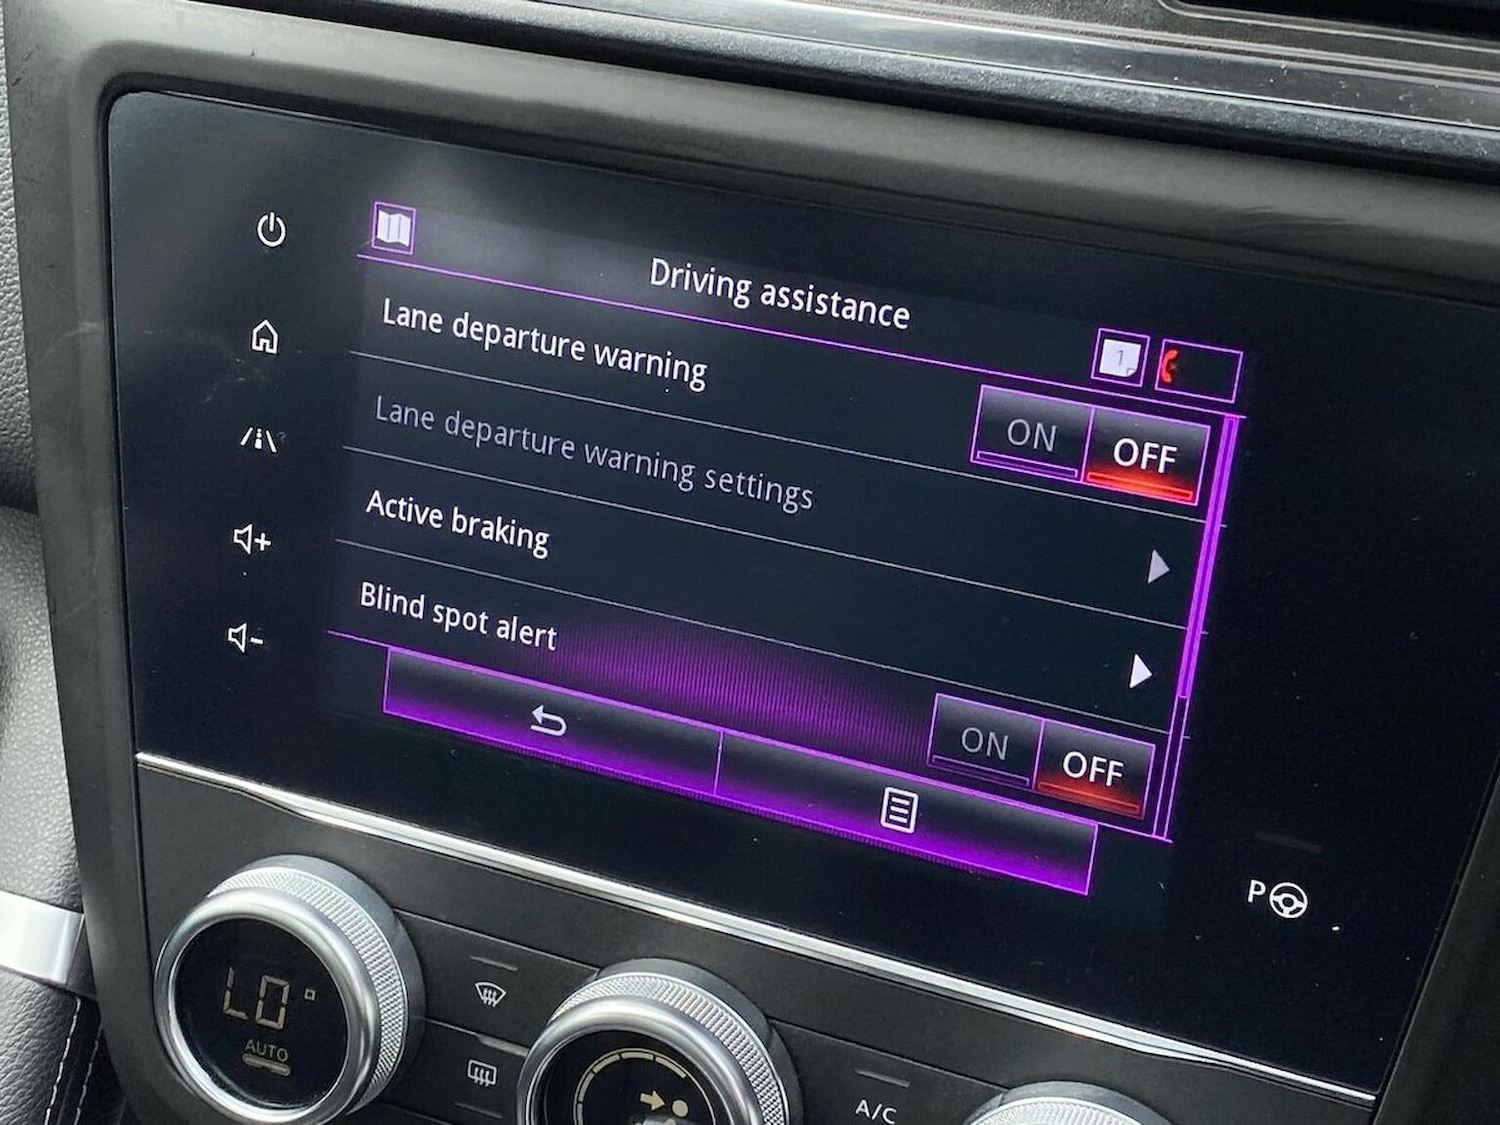 Driving assistance
1
Lane departure warning
ON OFF
Lane departure warning settings
Active braking
Blind spot alert
ON OFF
P
LO
AUTO
A/C